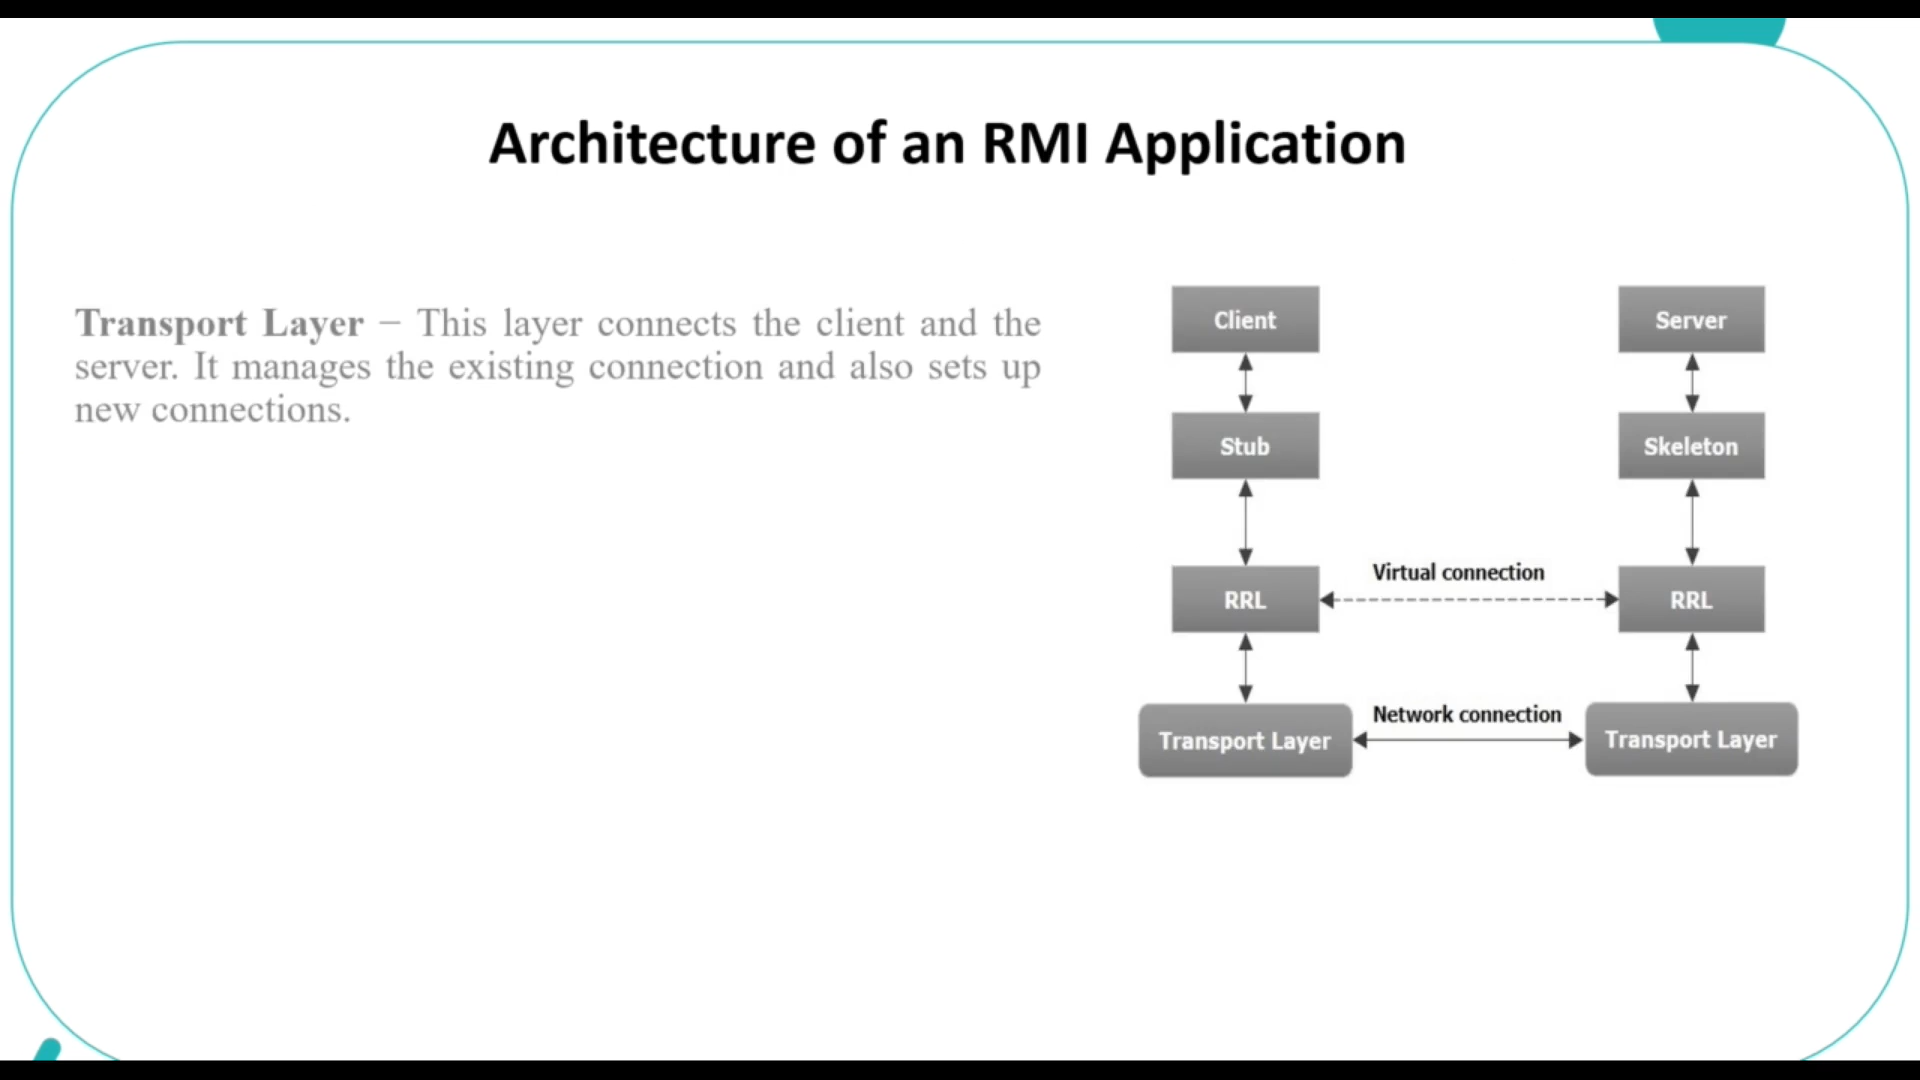 Architecture of an RMI Application
Transport Layer – This layer connects the client and the
server. It manages the existing connection and also sets up
new connections.
Client
Server
Stub
Skeleton
Virtual connection
RRL
RRL
Network connection
Transport Layer
Transport Layer